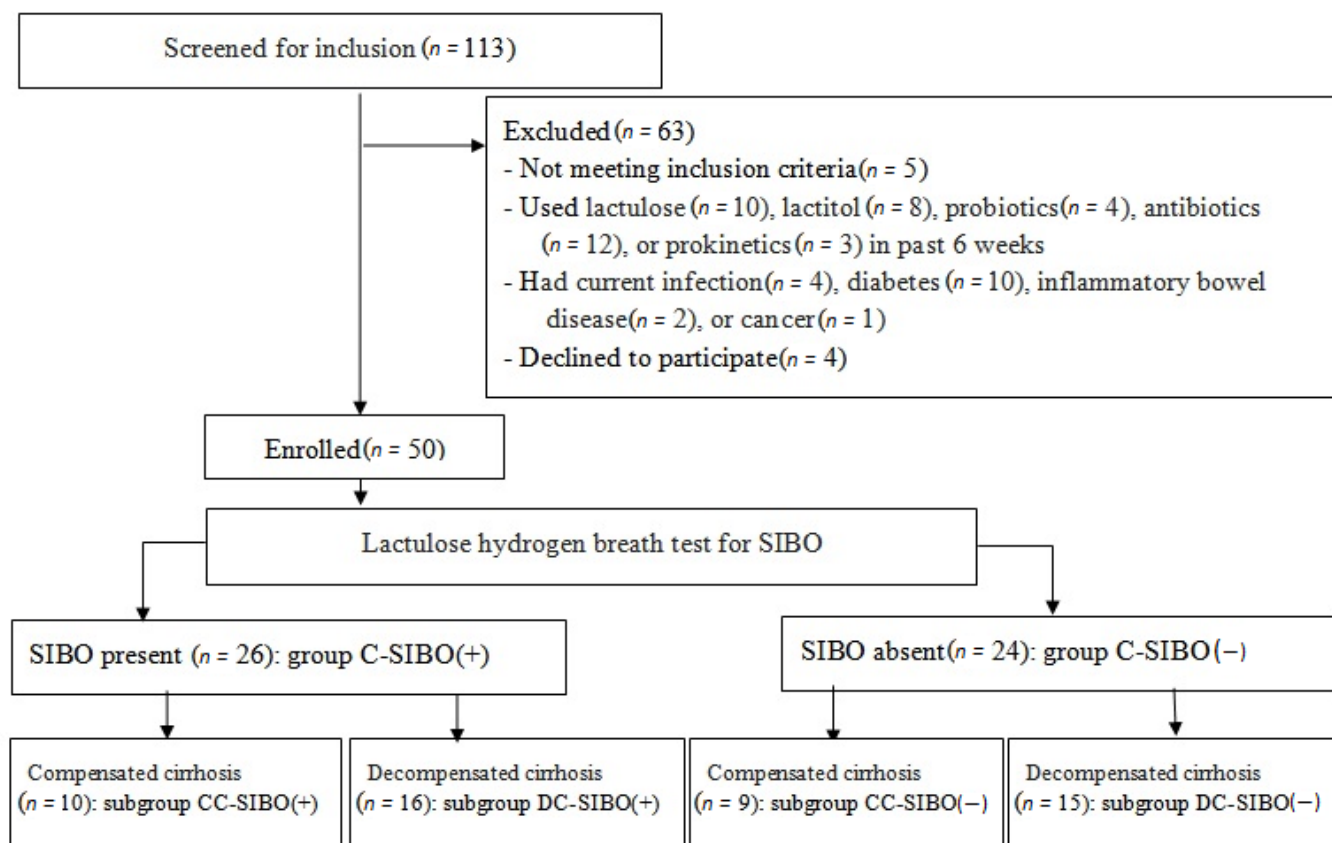 Screened for inclusion (n = 113)
Excluded (n = 63)
- Not meeting inclusion criteria(n = 5)
- Used lactulose (n = 10), lactitol (n = 8), probiotics(n = 4), antibiotics
(n = 12), or prokinetics(n = 3) in past 6 weeks
- Had current infection(n = 4), diabetes (n = 10), inflammatory bowel
disease(n = 2), or cancer(n = 1)
- Declined to participate(n = 4)
Enrolled(n = 50)
Lactulose hydrogen breath test for SIBO
SIBO present (n = 26): group C-SIBO(+)
SIBO absent(n = 24): group C-SIBO(−)
Compensated cirrhosis
(n = 10): subgroup CC-SIBO(+)
Decompensated cirrhosis
(n = 16): subgroup DC-SIBO(+)
Compensated cirrhosis
(n = 9): subgroup CC-SIBO(−)
Decompensated cirrhosis
(n = 15): subgroup DC-SIBO(−)